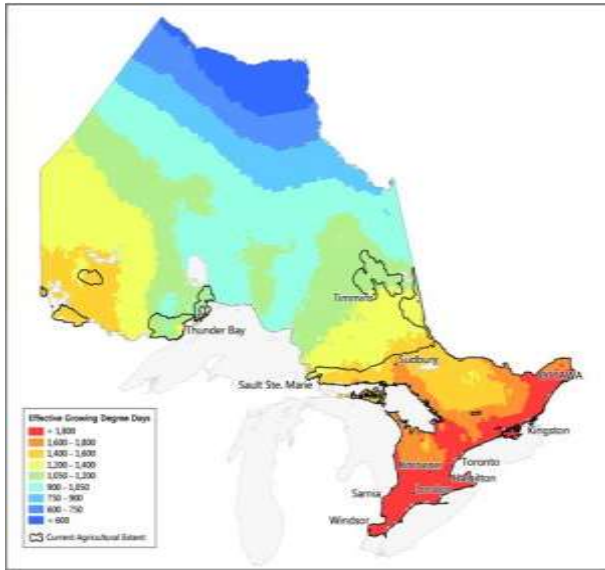 Timmins
Thunder Bay
Sudbury
Sault Ste. Marie
OTTAWA
Kingston
Toronto
Hamilton
Sarnia
Windsor
Effective Growing Degree Days
> 1,800
1,600 - 1,800
1,400 - 1,600
1,200 - 1,400
1,050 - 1,200
900 - 1,050
750 - 900
600 - 750
< 600
Current Agricultural Extent